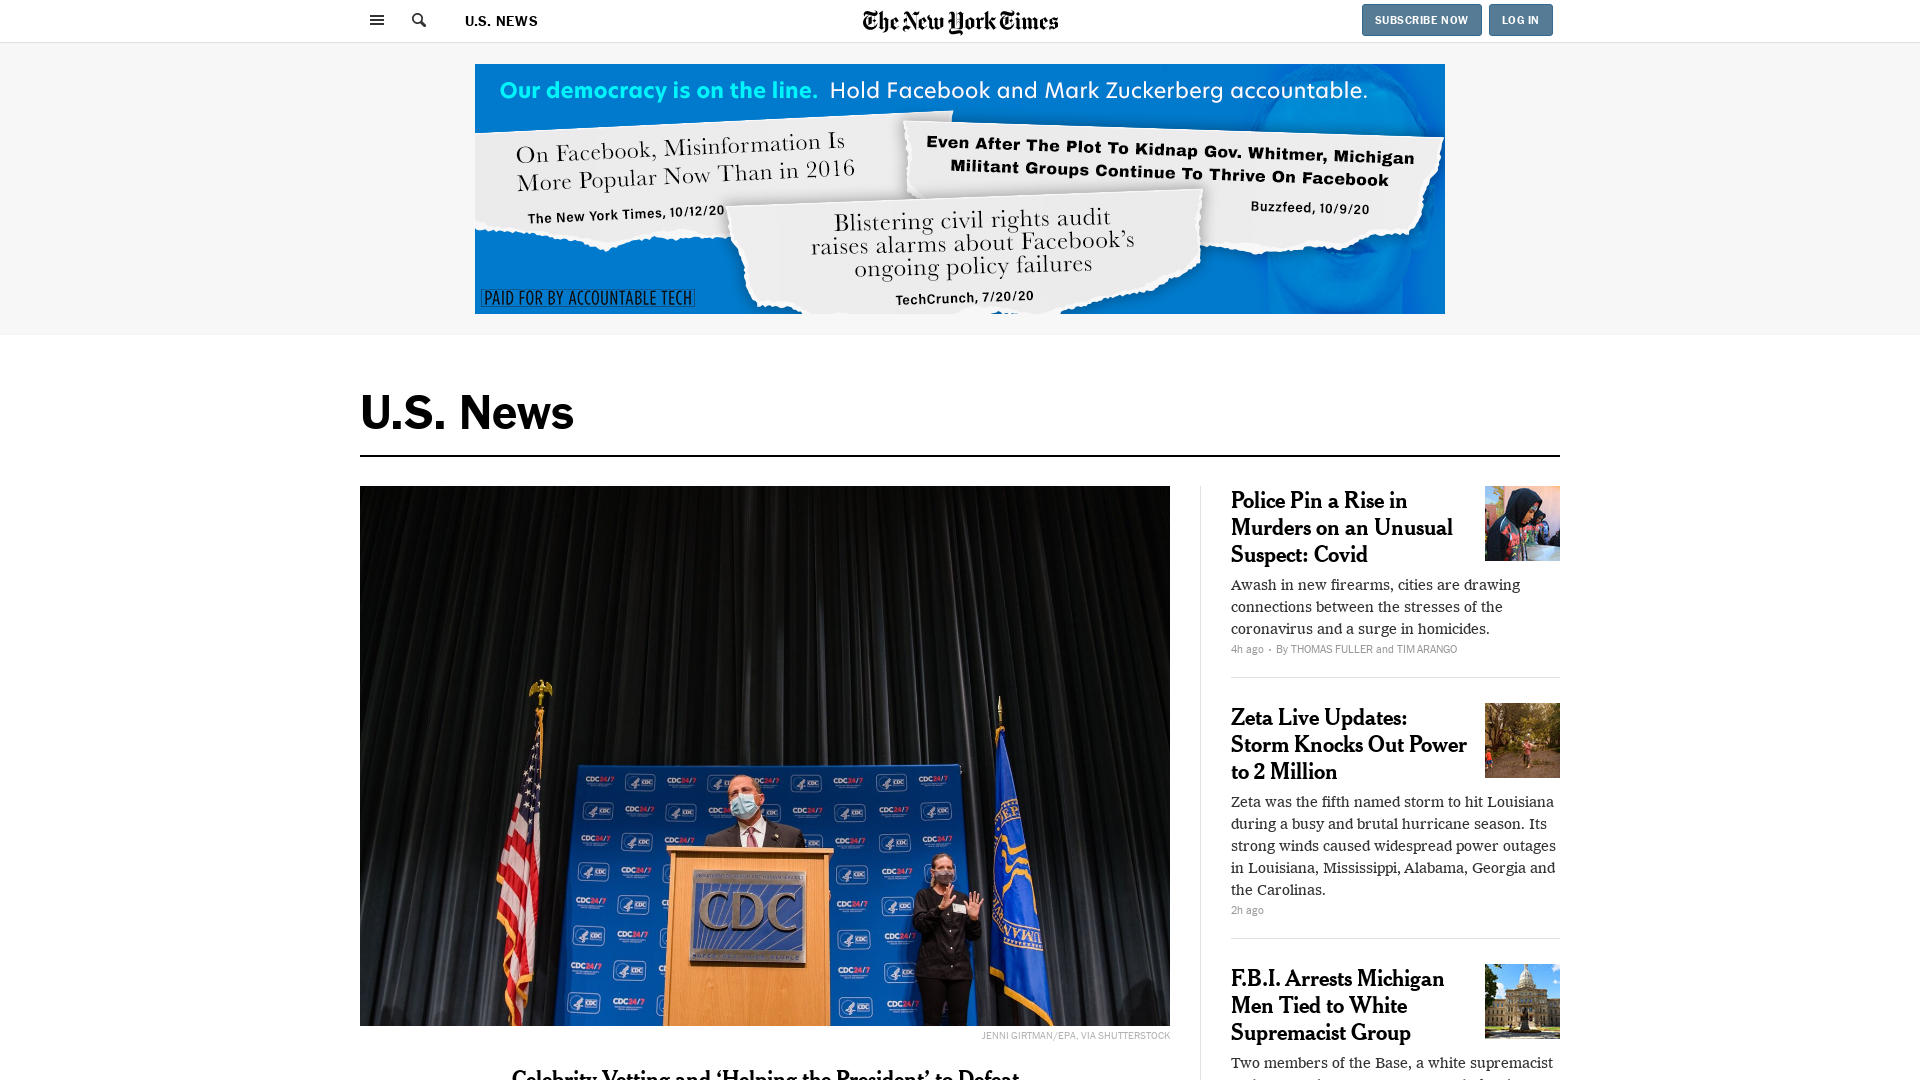 U.S. NEWS
The New York Times
SUBSCRIBE NOW
LOG IN
Our democracy is on the line. Hold Facebook and Mark Zuckerberg accountable.
On Facebook, Misinformation Is
More Popular Now Than in 2016
The New York Times, 10/12/20
Even After The Plot To Kidnap Gov. Whitmer, Michigan
Militant Groups Continue To Thrive On Facebook
Buzzfeed, 10/9/20
Blistering civil rights audit
raises alarms about Facebook's
ongoing policy failures
TechCrunch, 7/20/20
PAID FOR BY ACCOUNTABLE TECH
U.S. News
CDC
JENNI GIRTMAN/EPA, VIA SHUTTERSTOCK
Celebrity Vetting and ‘Helping the President’ to Defeat
Police Pin a Rise in
Murders on an Unusual
Suspect: Covid
Awash in new firearms, cities are drawing
connections between the stresses of the
coronavirus and a surge in homicides.
4h ago · By THOMAS FULLER and TIM ARANGO
Zeta Live Updates:
Storm Knocks Out Power
to 2 Million
Zeta was the fifth named storm to hit Louisiana
during a busy and brutal hurricane season. Its
strong winds caused widespread power outages
in Louisiana, Mississippi, Alabama, Georgia and
the Carolinas.
2h ago
F.B.I. Arrests Michigan
Men Tied to White
Supremacist Group
Two members of the Base, a white supremacist